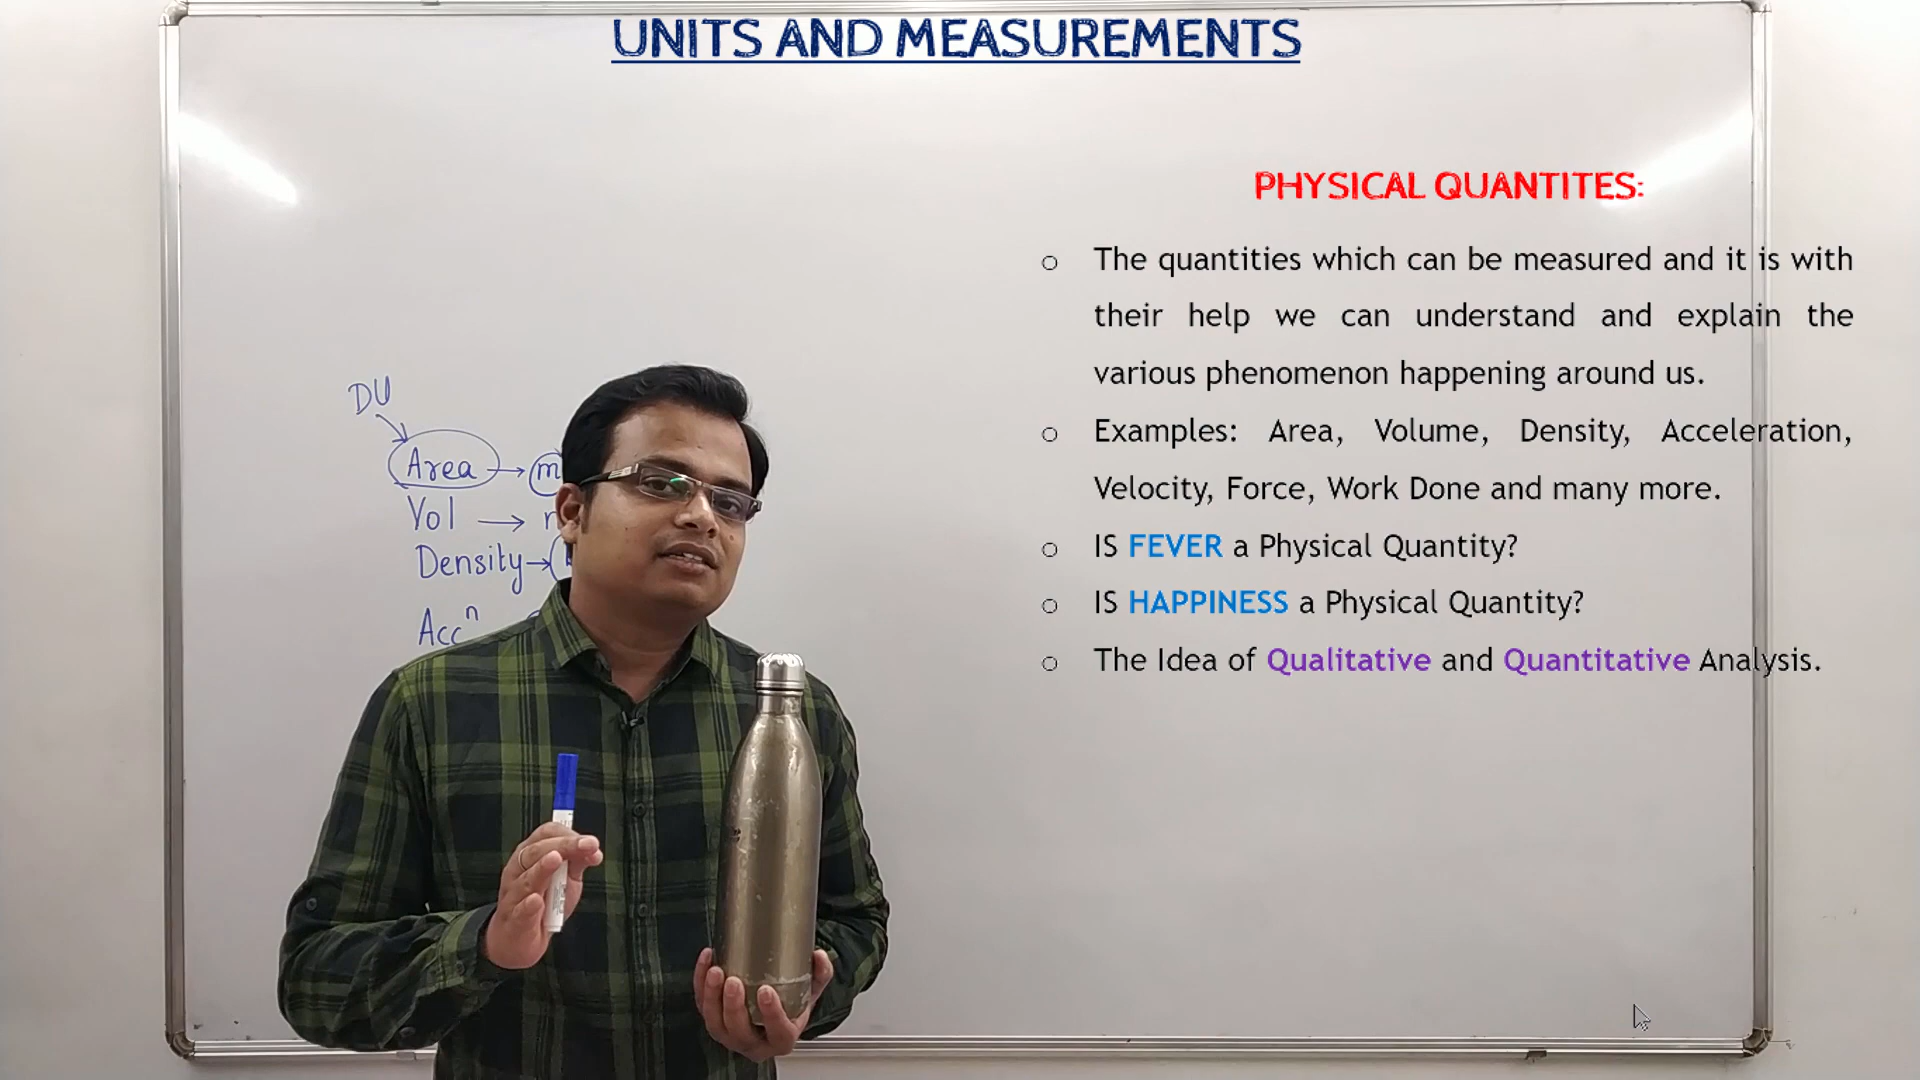 UNITS AND MEASUREMENTS
PHYSICAL QUANTITES:
o The quantities which can be measured and it is with
their help we can understand and explain the
various phenomenon happening around us.
o Examples: Area, Volume, Density, Acceleration,
Velocity, Force, Work Done and many more.
o IS FEVER a Physical Quantity?
o IS HAPPINESS a Physical Quantity?
o The Idea of Qualitative and Quantitative Analysis.
DU
Area → m
Vol →
Density →
Accⁿ